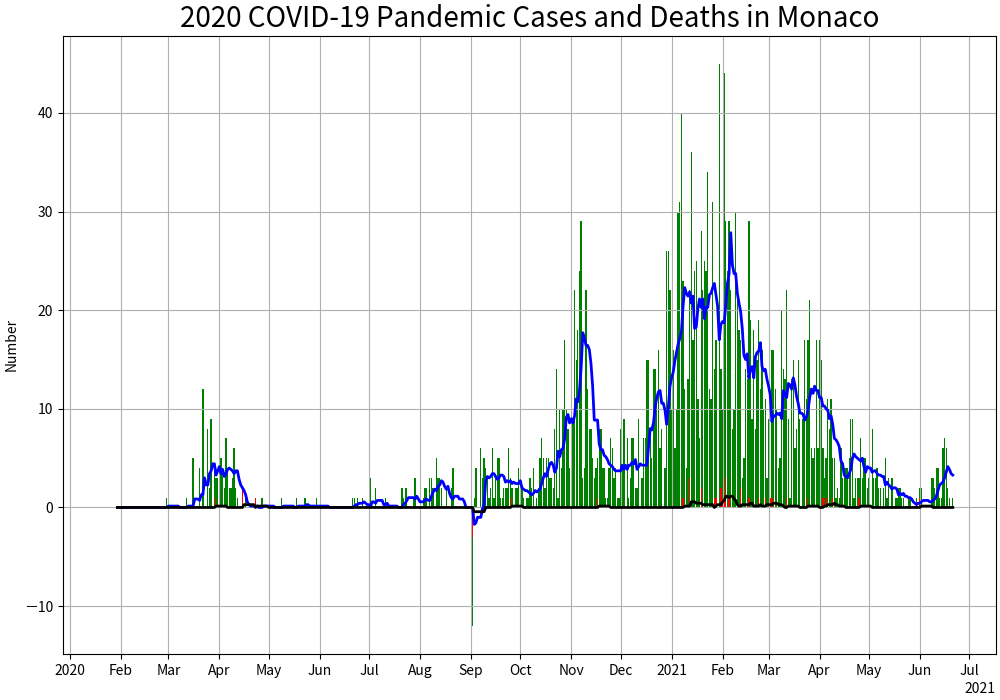 2020 COVID-19 Pandemic Cases and Deaths in Monaco
Number
40
30
20
10
0
−10
2020 Feb Mar Apr May Jun Jul Aug Sep Oct Nov Dec 2021 Feb Mar Apr May Jun Jul
2021